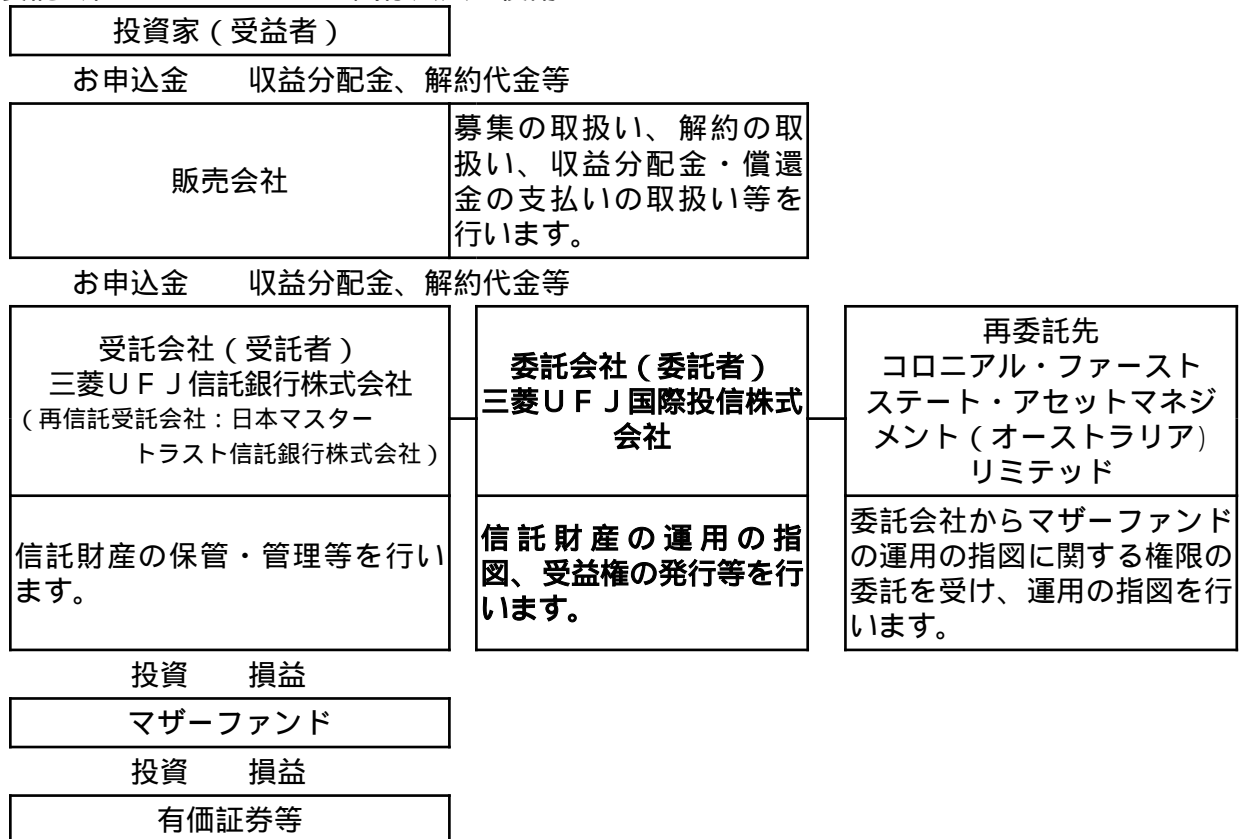 投資家(受益者)
お申込金 収益分配金、解約代金等
販売会社
募集の取扱い、解約の取
扱い、収益分配金・償還
金の支払いの取扱い等を
行います。
お申込金 収益分配金、解約代金等
受託会社(受託者)
三菱UFJ信託銀行株式会社
(再信託受託会社:日本マスター
トラスト信託銀行株式会社)
委託会社(委託者)
三菱UFJ国際投信株式
会社
再委託先
コロニアル・ファースト
ステート・アセットマネジ
メント(オーストラリア)
リミテッド
信託財産の保管・管理等を行い
ます。
信託財産の運用の指
図、受益権の発行等を行
います。
委託会社からマザーファンド
の運用の指図に関する権限の
委託を受け、運用の指図を行
います。
投資 損益
マザーファンド
投資 損益
有価証券等